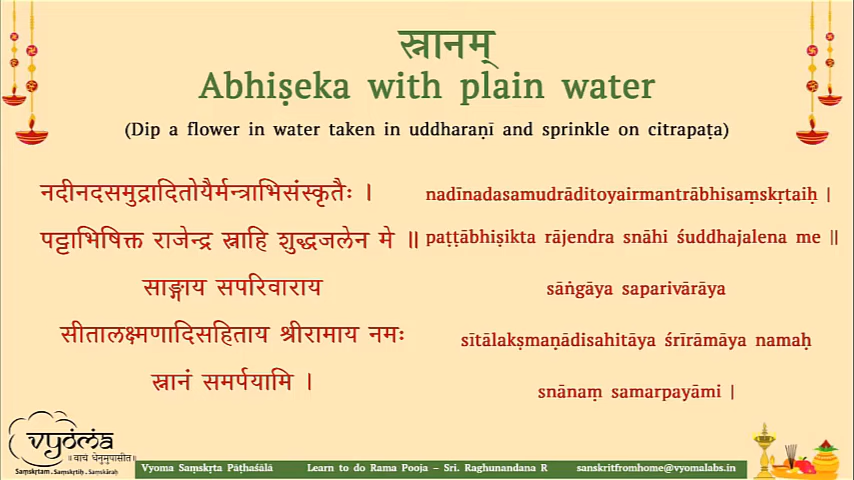 स्नानम्
Abhiṣeka with plain water
(Dip a flower in water taken in uddharaṇī and sprinkle on citrapaṭa)
नदीनदसमुद्रादितोयैर्मन्त्राभिसंस्कृतैः ।
पट्टाभिषिक्त राजेन्द्र स्नाहि शुद्धजलेन मे ॥
साङ्गाय सपरिवाराय
सीतालक्ष्मणादिसहिताय श्रीरामाय नमः
स्नानं समर्पयामि ।
nadīnadasamudrāditoyairmantrābhisaṃskṛtaiḥ |
paṭṭābhiṣikta rājendra snāhi śuddhajalena me ||
sāṅgāya saparivārāya
sītālakṣmaṇādisahitāya śrīrāmāya namaḥ
snānaṃ samarpayāmi |
vyoma
॥ वाचं धेनुमुपासीत ॥
Saṃskṛtam . Saṃskṛtiḥ . Saṃskāraḥ
Vyoma Saṃskṛta Pāṭhaśālā Learn to do Rama Pooja – Sri. Raghunandana R sanskritfromhome@vyomalabs.in